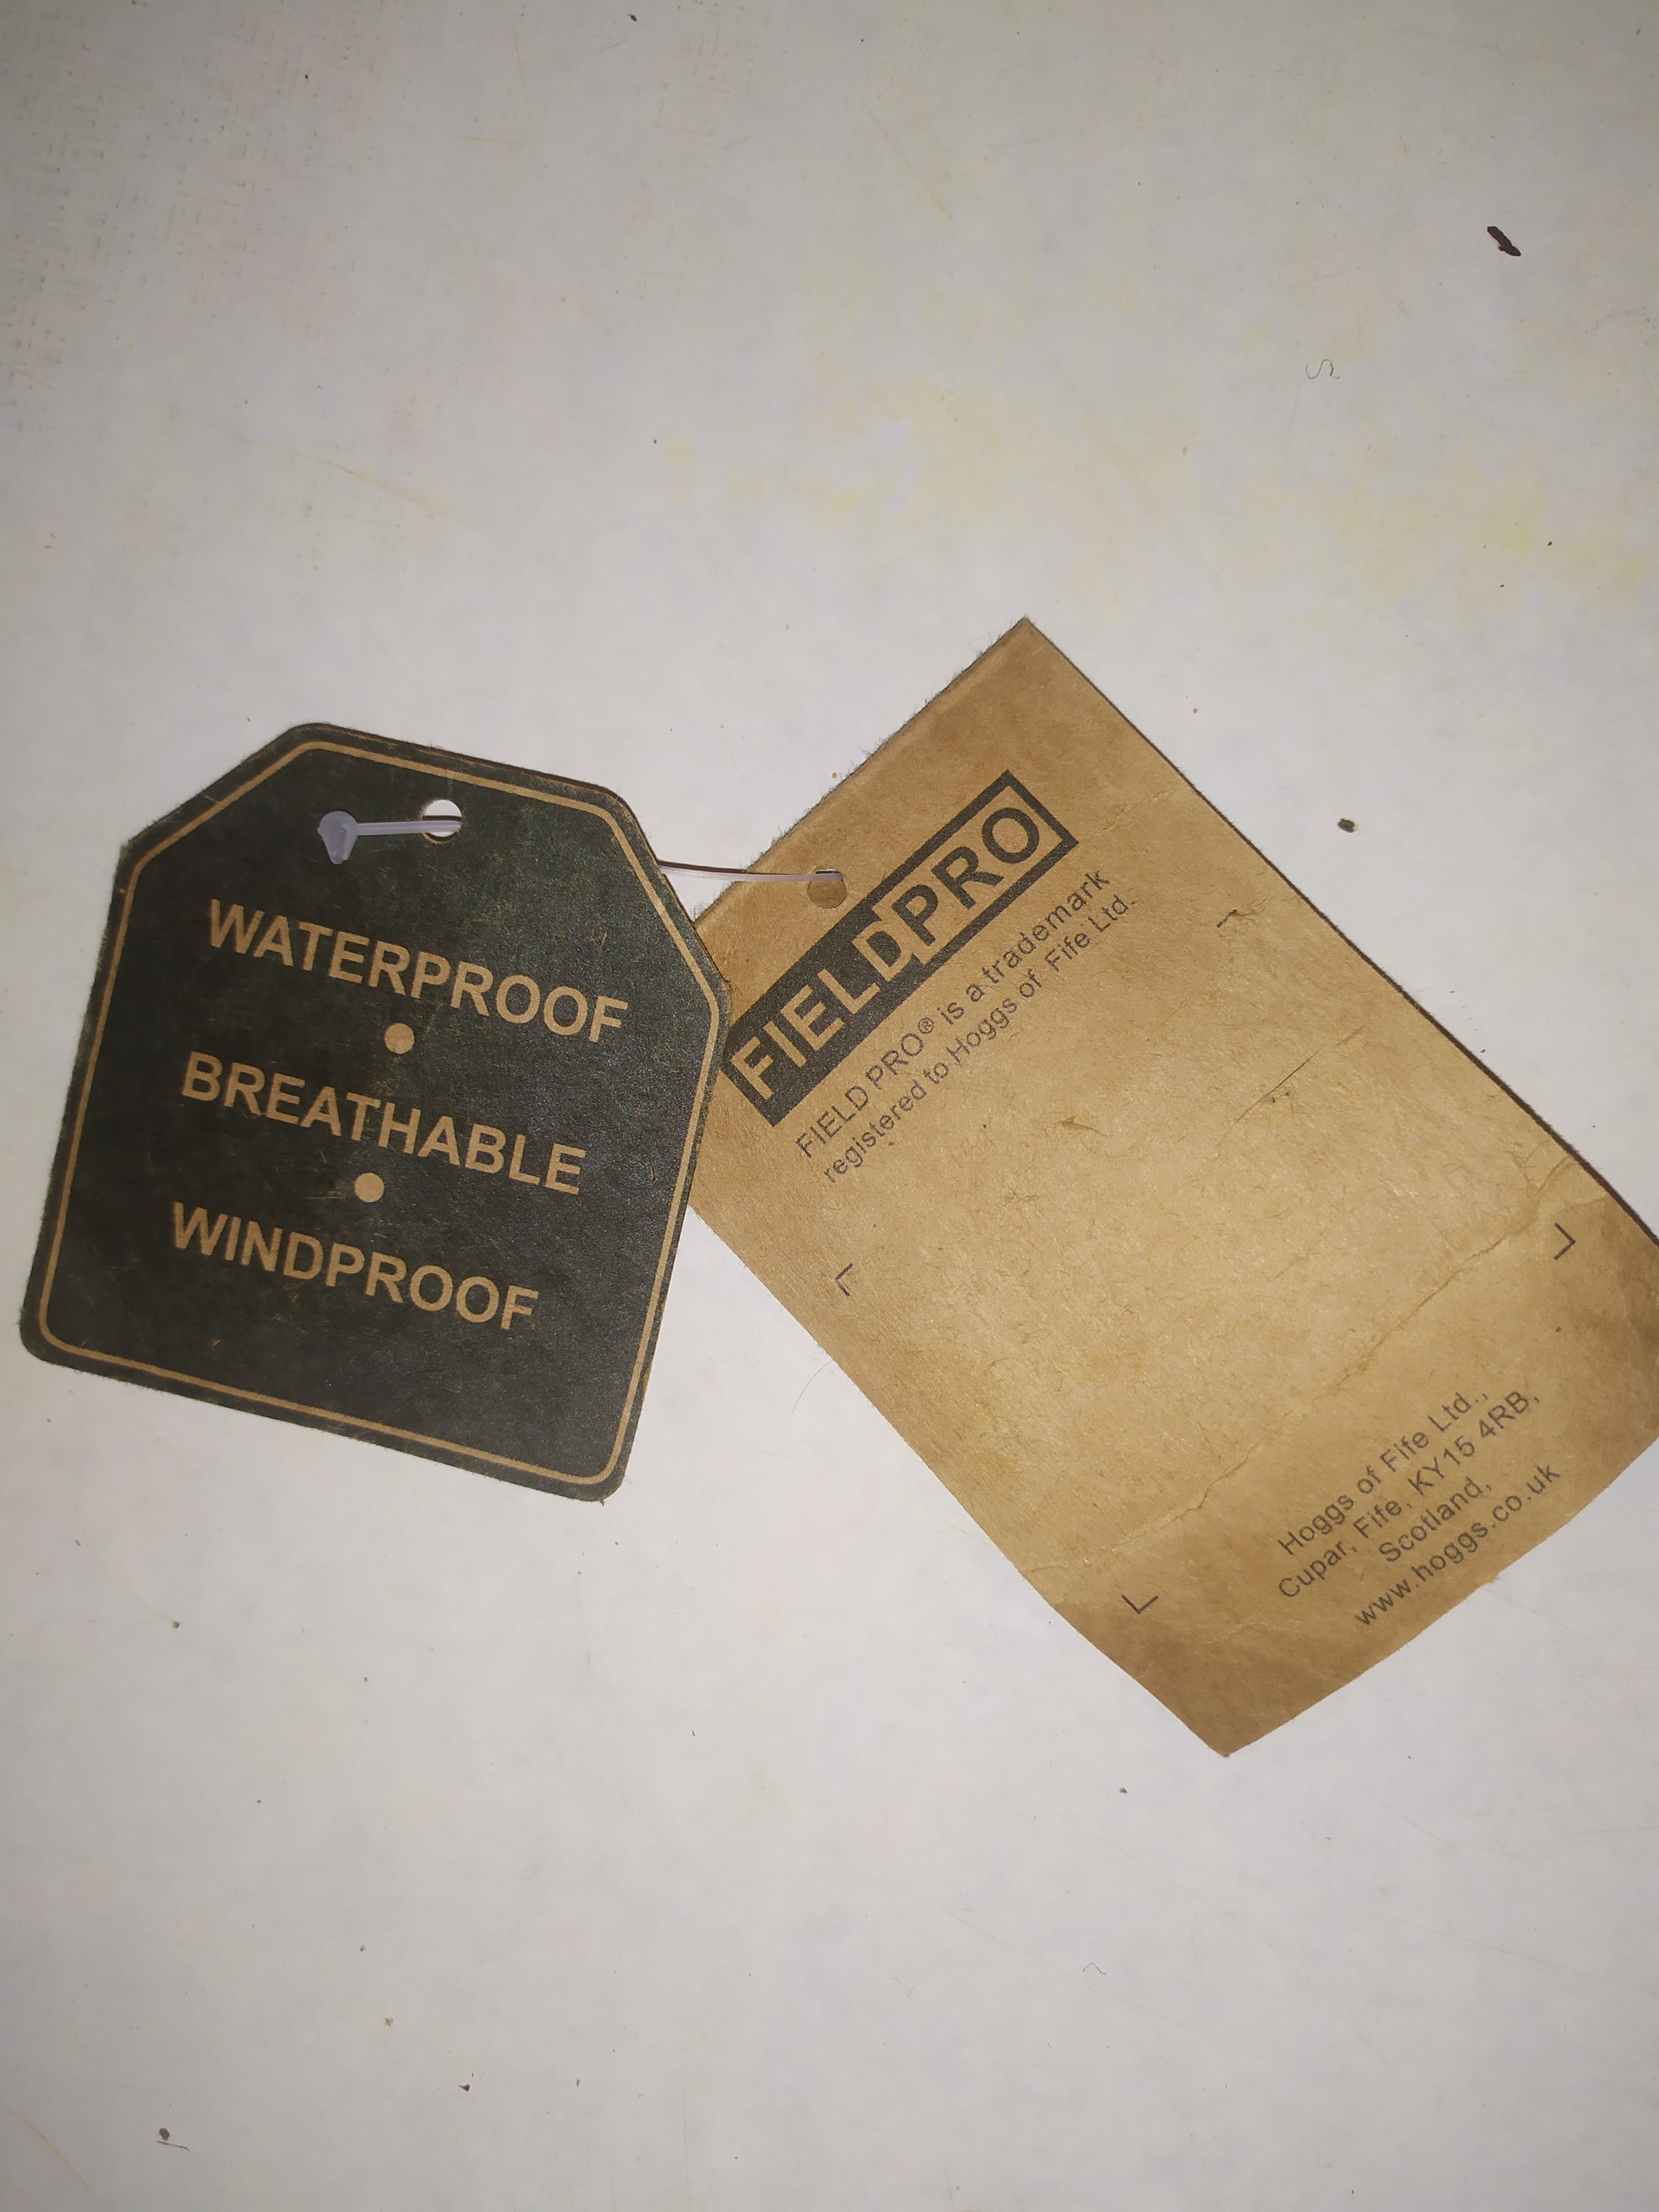 WATERPROOF
BREATHABLE
WINDPROOF
FIELDPRO
FIELD PRO® is a trademark
registered to Hoggs of Fife Ltd.
Hoggs of Fife Ltd.,
Cupar, Fife, KY15 4RB,
Scotland,
www.hoggs.co.uk